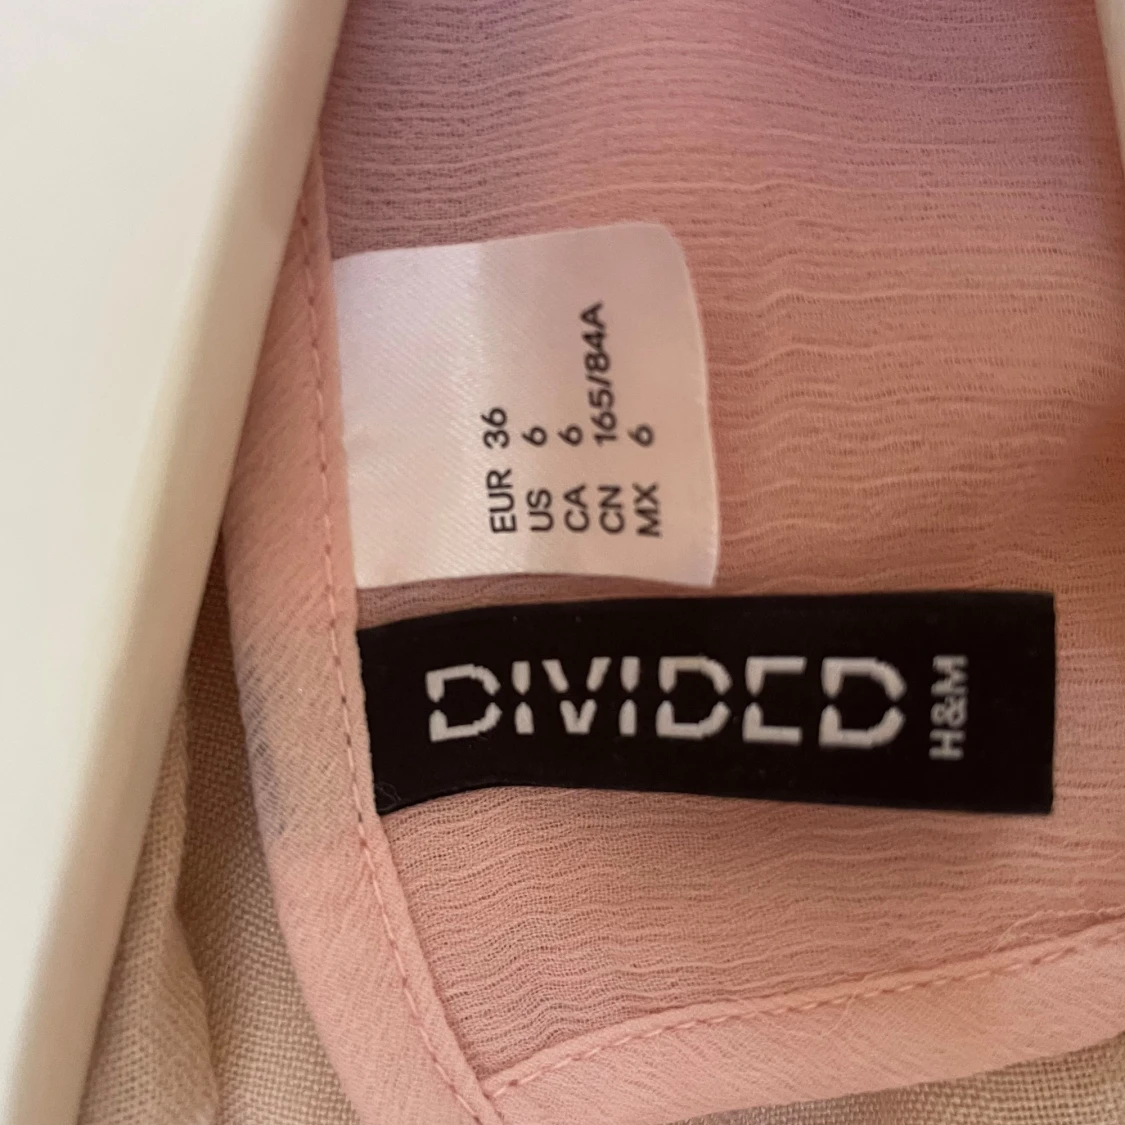 EUR 36
US 6
CA 6
CN 165/84A
MX 6
DIVIDED
H&M